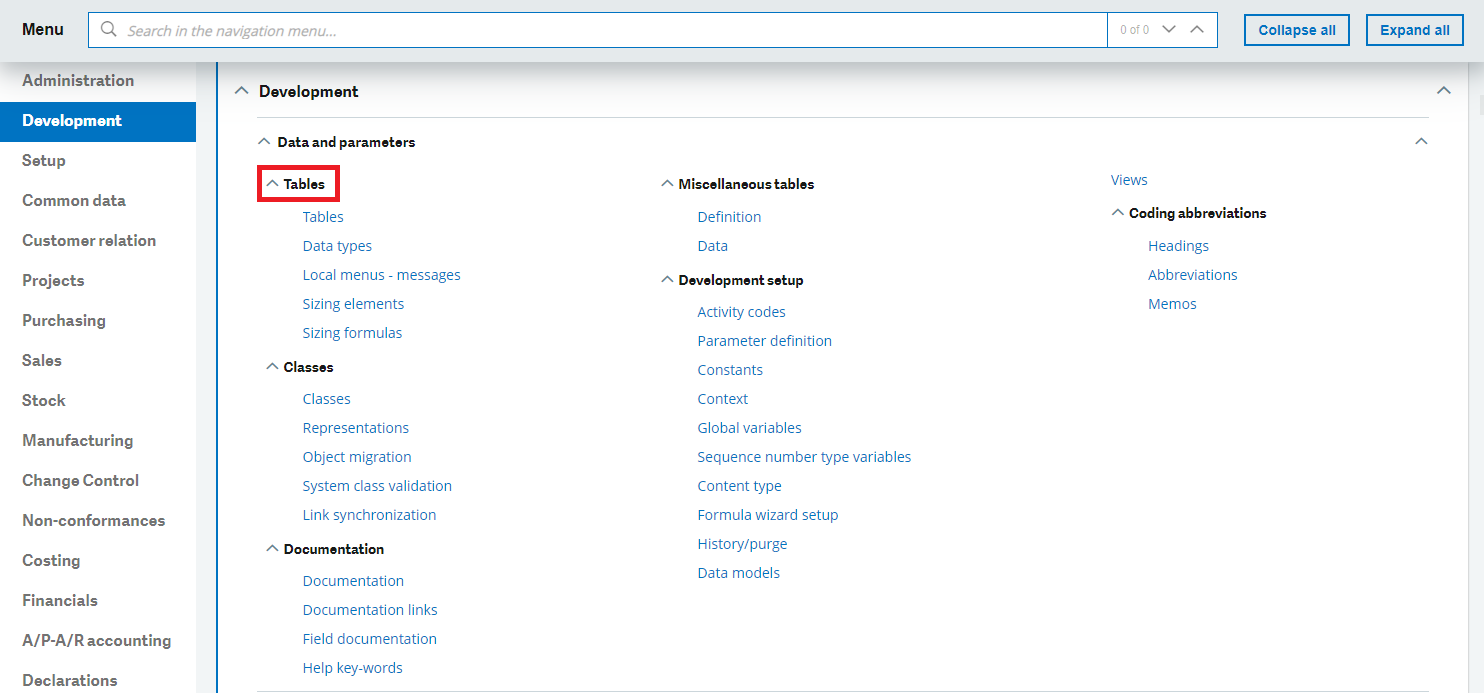 Menu
Search in the navigation menu...
0 of 0
Collapse all
Expand all
Administration
Development
Setup
Common data
Customer relation
Projects
Purchasing
Sales
Stock
Manufacturing
Change Control
Non-conformances
Costing
Financials
A/P-A/R accounting
Declarations
Development
Data and parameters
Tables
Tables
Data types
Local menus - messages
Sizing elements
Sizing formulas
Classes
Classes
Representations
Object migration
System class validation
Link synchronization
Documentation
Documentation
Documentation links
Field documentation
Help key-words
Miscellaneous tables
Definition
Data
Development setup
Activity codes
Parameter definition
Constants
Context
Global variables
Sequence number type variables
Content type
Formula wizard setup
History/purge
Data models
Views
Coding abbreviations
Headings
Abbreviations
Memos